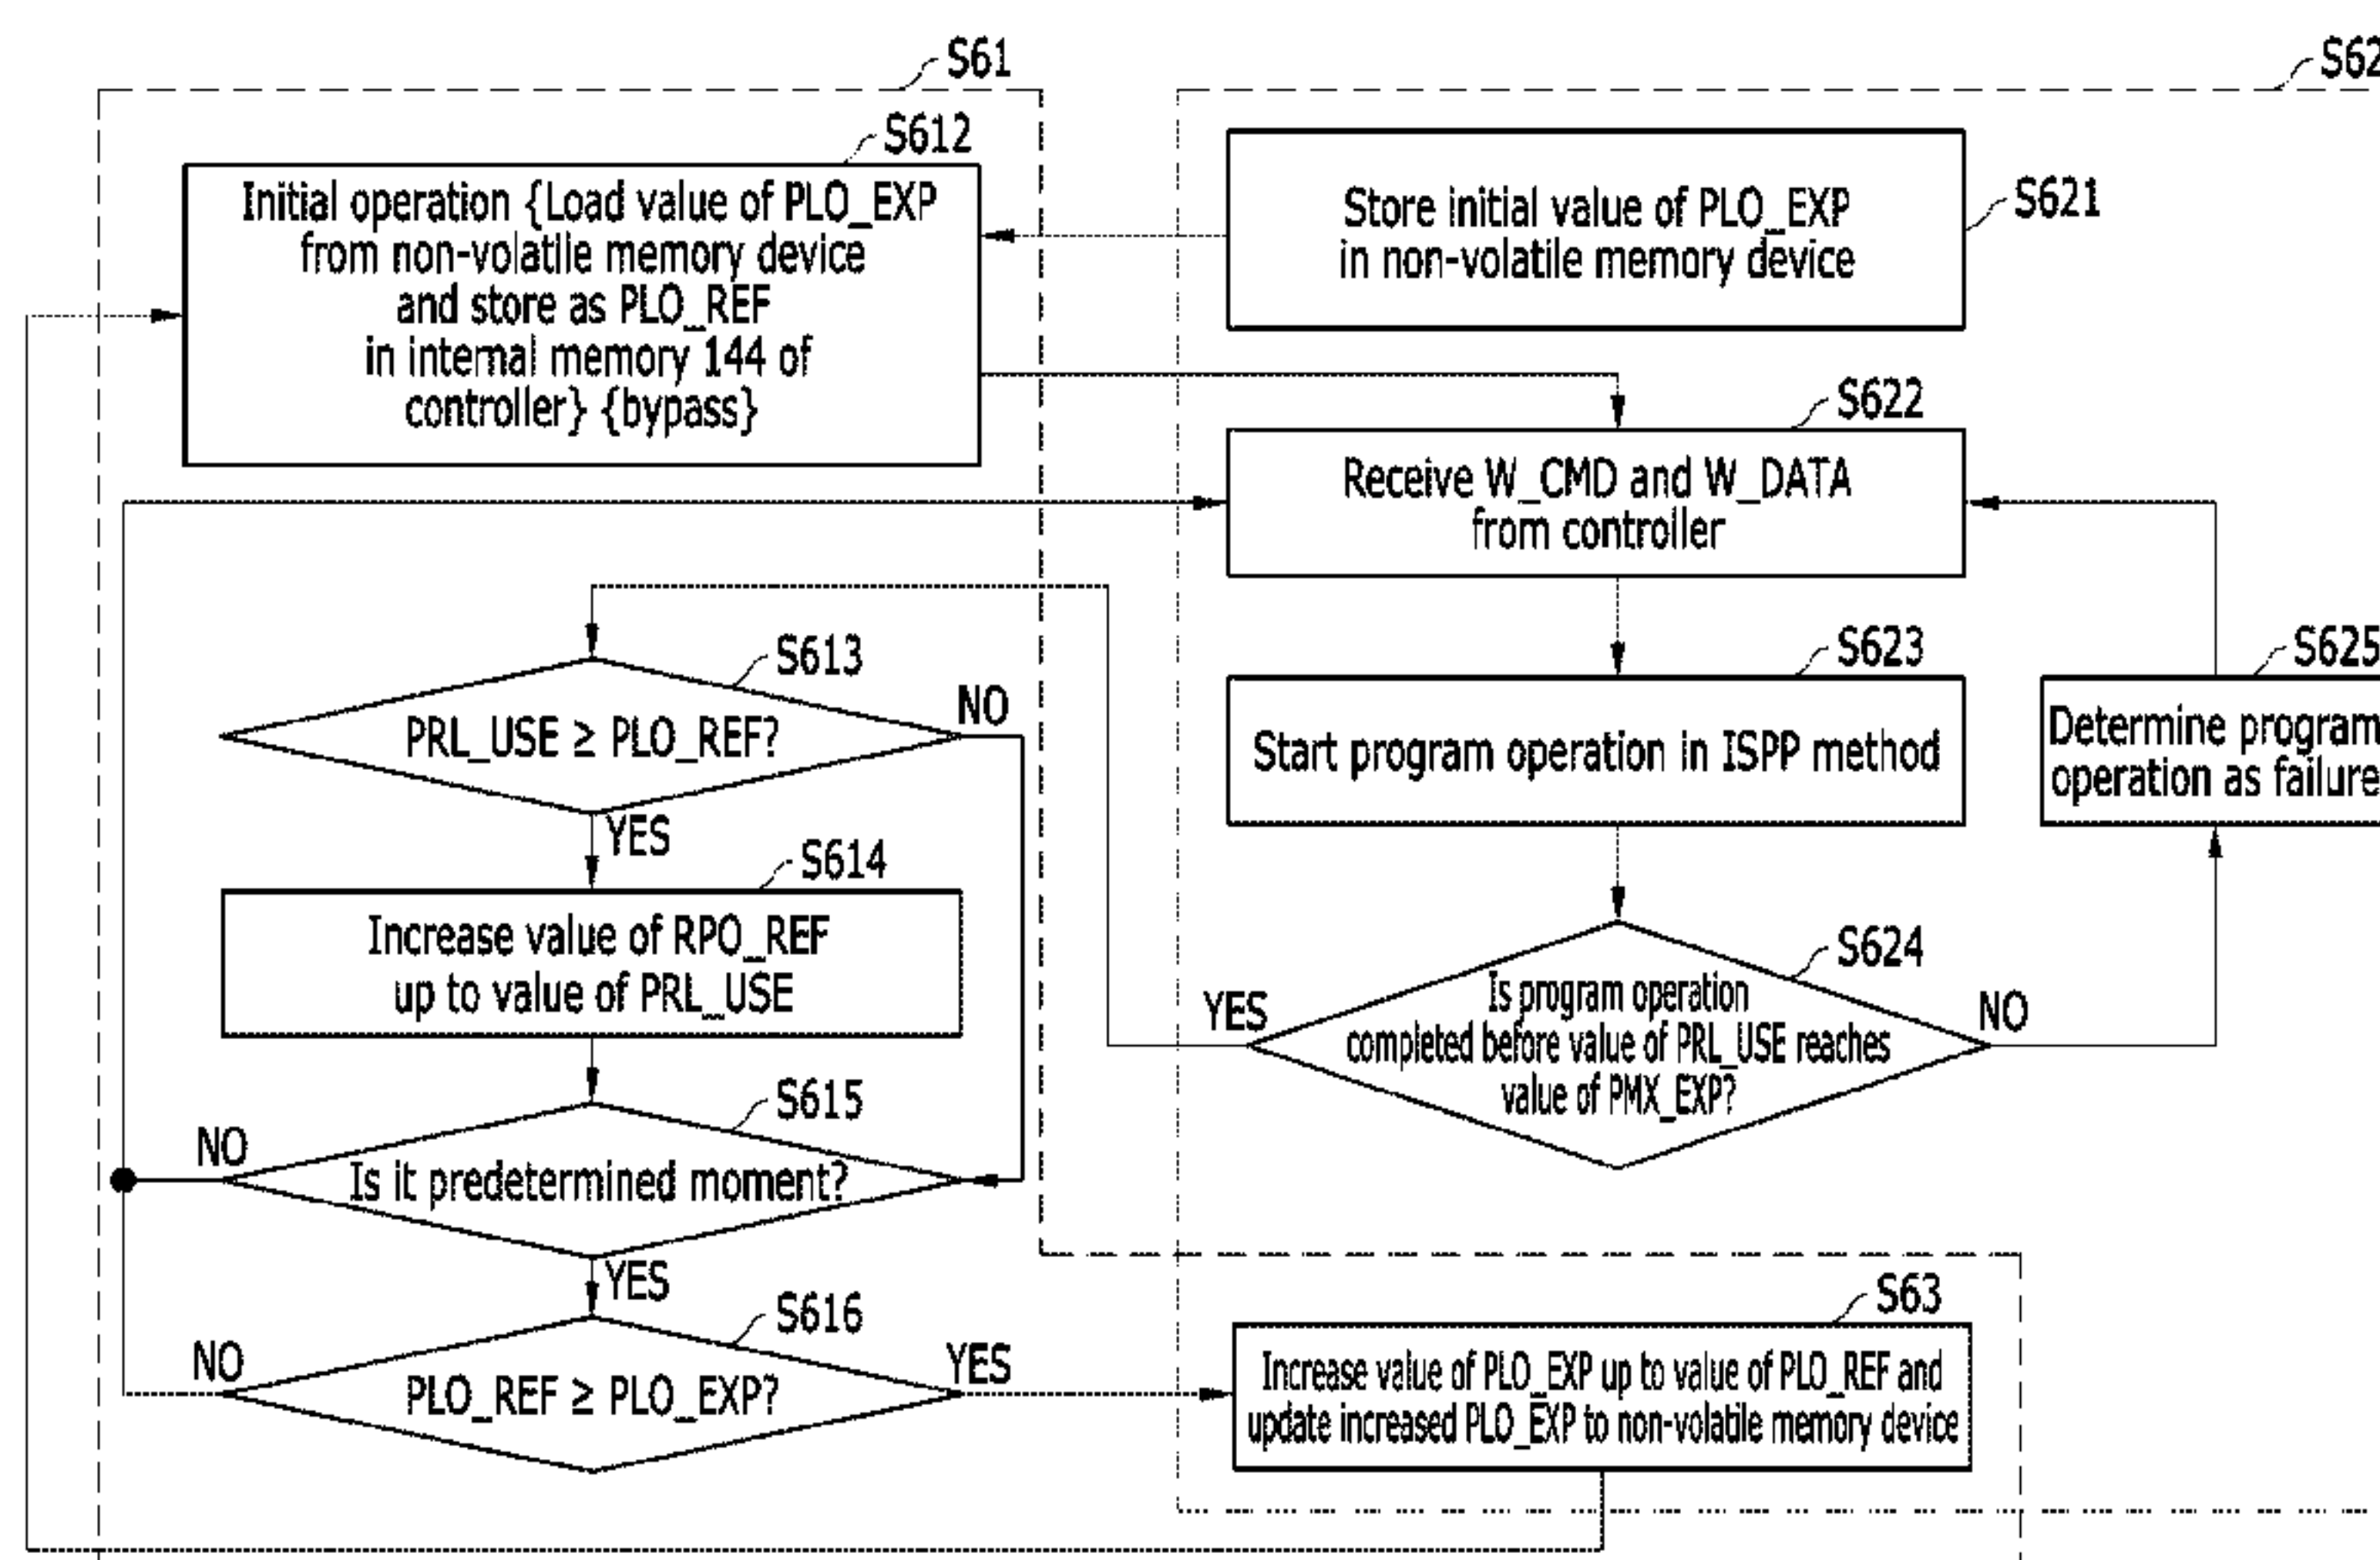 S61
S62
S612
Initial operation {Load value of PLO_EXP
from non-volatile memory device
and store as PLO_REF
in internal memory 144 of
controller} {bypass}
Store initial value of PLO_EXP
in non-volatile memory device
S621
S622
Receive W_CMD and W_DATA
from controller
S613
PRL_USE ≥ PLO_REF?
NO
YES
S623
Start program operation in ISPP method
S625
Determine program
operation as failure
S614
Increase value of RPO_REF
up to value of PRL_USE
S624
Is program operation
completed before value of PRL_USE reaches
value of PMX_EXP?
YES
NO
S615
Is it predetermined moment?
NO
YES
S616
PLO_REF ≥ PLO_EXP?
NO
YES
S63
Increase value of PLO_EXP up to value of PLO_REF and
update increased PLO_EXP to non-volatile memory device